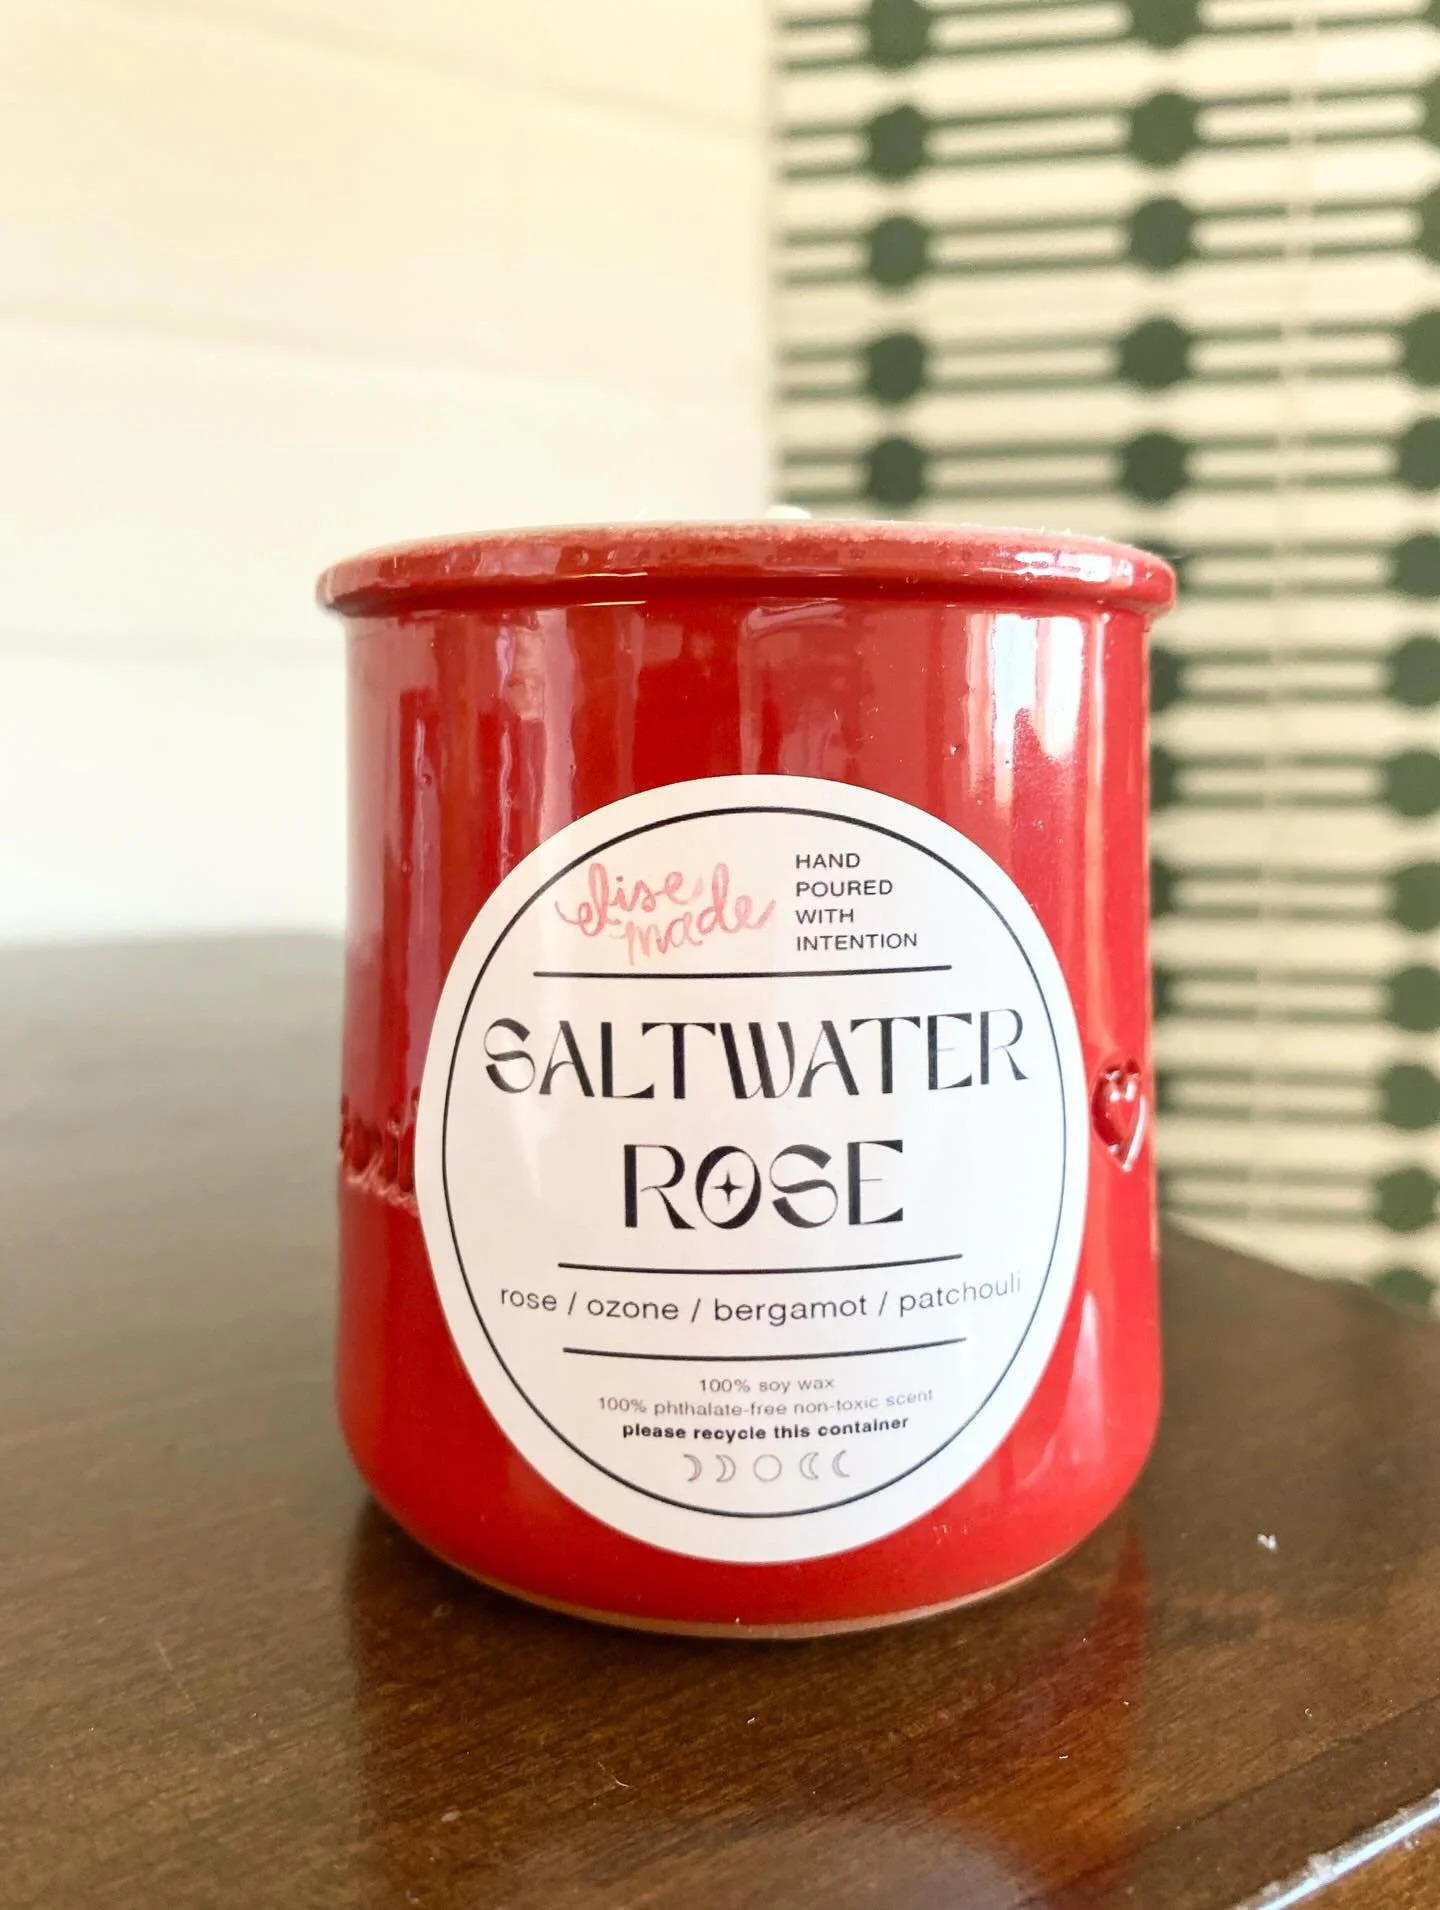 elise made
HAND
POURED
WITH
INTENTION
SALTWATER
ROSE
rose / ozone / bergamot / patchouli
100% soy wax
100% phthalate-free non-toxic scent
please recycle this container